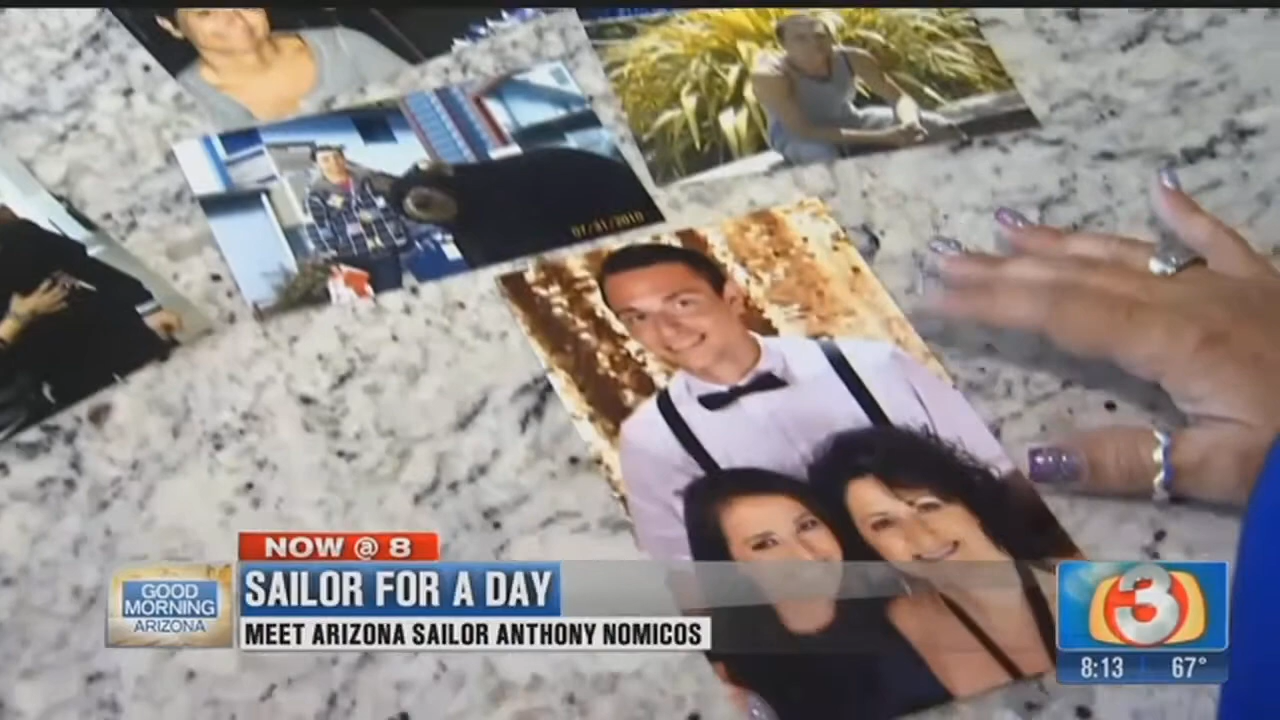 07/31/2010
NOW @ 8
SAILOR FOR A DAY
MEET ARIZONA SAILOR ANTHONY NOMICOS
GOOD
MORNING
ARIZONA
3
8:13 67°